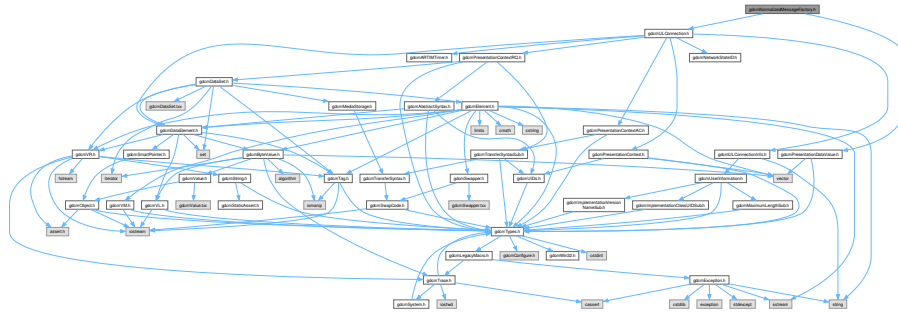 gdcmNormalizedMessageFactory.h
gdcmULConnection.h
gdcmARTIMTimer.h
gdcmPresentationContextRQ.h
gdcmNetworkStateID.h
gdcmDataSet.h
gdcmDataSet.txx
gdcmMediaStorage.h
gdcmAbstractSyntax.h
gdcmElement.h
gdcmDataElement.h
limits
cmath
cstring
gdcmPresentationContextAC.h
gdcmVR.h
gdcmSmartPointer.h
set
gdcmByteValue.h
gdcmTransferSyntaxSub.h
gdcmPresentationContext.h
gdcmULConnectionInfo.h
gdcmPresentationDataValue.h
fstream
iterator
gdcmValue.h
gdcmString.h
algorithm
gdcmTag.h
gdcmTransferSyntax.h
gdcmSwapper.h
gdcmUIDs.h
gdcmUserInformation.h
vector
gdcmObject.h
gdcmVM.h
gdcmVL.h
gdcmValue.txx
gdcmStaticAssert.h
iomanip
gdcmSwapCode.h
gdcmSwapper.txx
gdcmImplementationVersion
NameSub.h
gdcmImplementationClassUIDSub.h
gdcmMaximumLengthSub.h
assert.h
iostream
gdcmTypes.h
gdcmLegacyMacro.h
gdcmConfigure.h
gdcmWin32.h
cstdint
gdcmTrace.h
gdcmException.h
gdcmSystem.h
iosfwd
cassert
cstdlib
exception
stdexcept
sstream
string